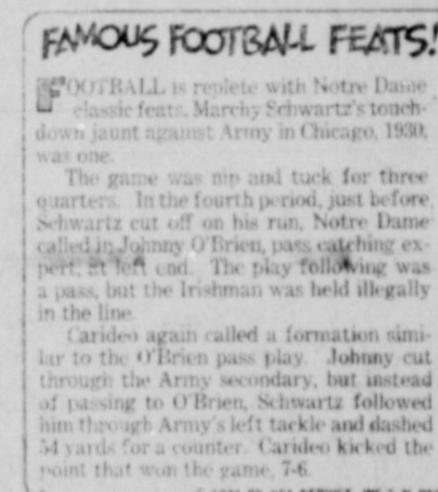 FAMOUS FOOTBALL FEATS!
FOOTBALL is replete with Notre Dame
classic feats. Marchy Schwartz's touch-
down jaunt against Army in Chicago, 1930,
was one.
The game was nip and tuck for three
quarters. In the fourth period, just before
Schwartz cut off on his run, Notre Dame
called in Johnny O'Brien, pass catching ex-
pert, at left end. The play following was
a pass, but the Irishman was held illegally
in the line.
Carideo again called a formation simi-
lar to the O'Brien pass play. Johnny cut
through the Army secondary, but instead
of passing to O'Brien, Schwartz followed
him through Army's left tackle and dashed
54 yards for a counter. Carideo kicked the
point that won the game, 7-6.